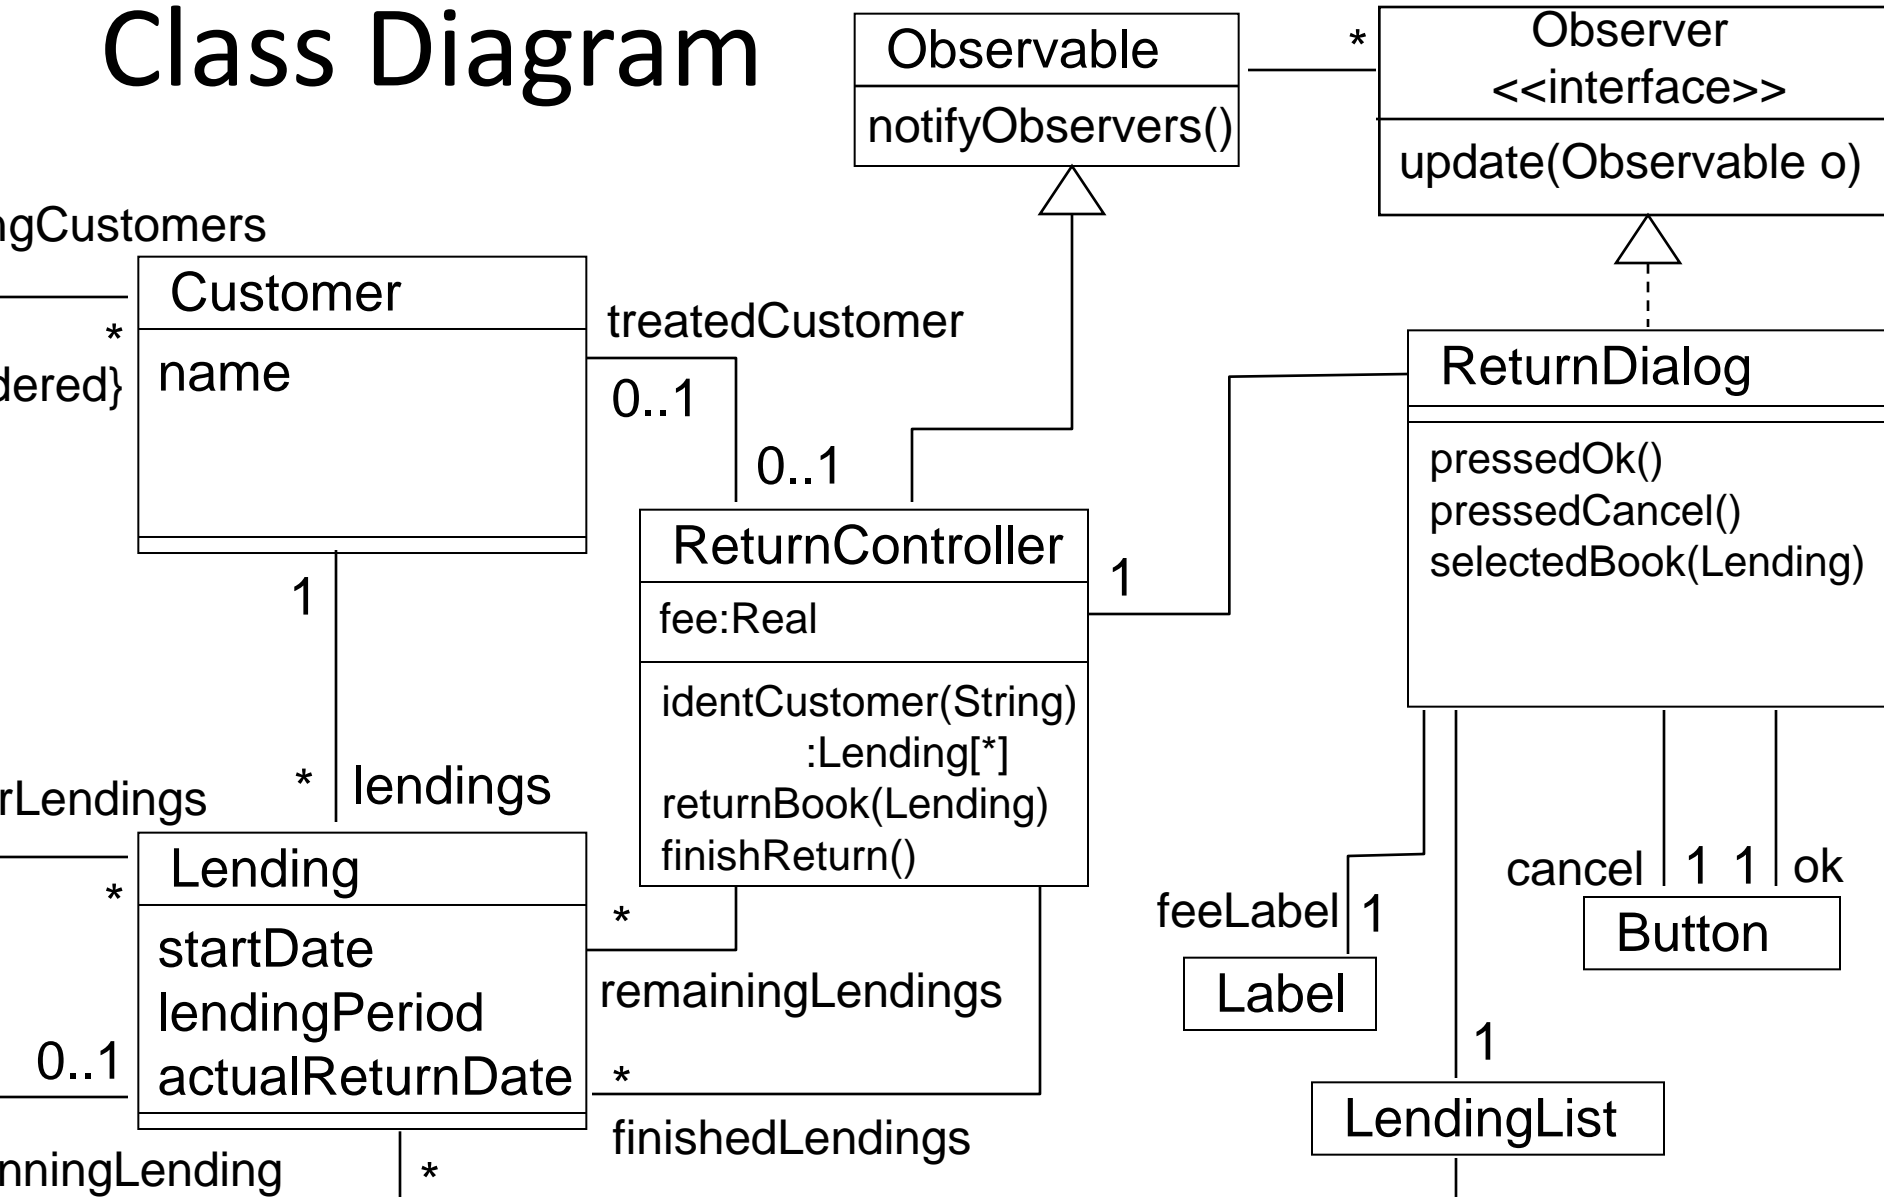 Class Diagram
Observable
notifyObservers()
*
Observer
<<interface>>
update(Observable o)
ngCustomers
*
dered}
Customer
name
treatedCustomer
0..1
0..1
ReturnController
fee:Real
identCustomer(String)
:Lending[*]
returnBook(Lending)
finishReturn()
1
ReturnDialog
pressedOk()
pressedCancel()
selectedBook(Lending)
1
* lendings
rLendings
*
Lending
startDate
lendingPeriod
actualReturnDate
0..1
nningLending
*
*
remainingLendings
*
finishedLendings
feeLabel 1
Label
cancel 1 1 ok
Button
1
LendingList